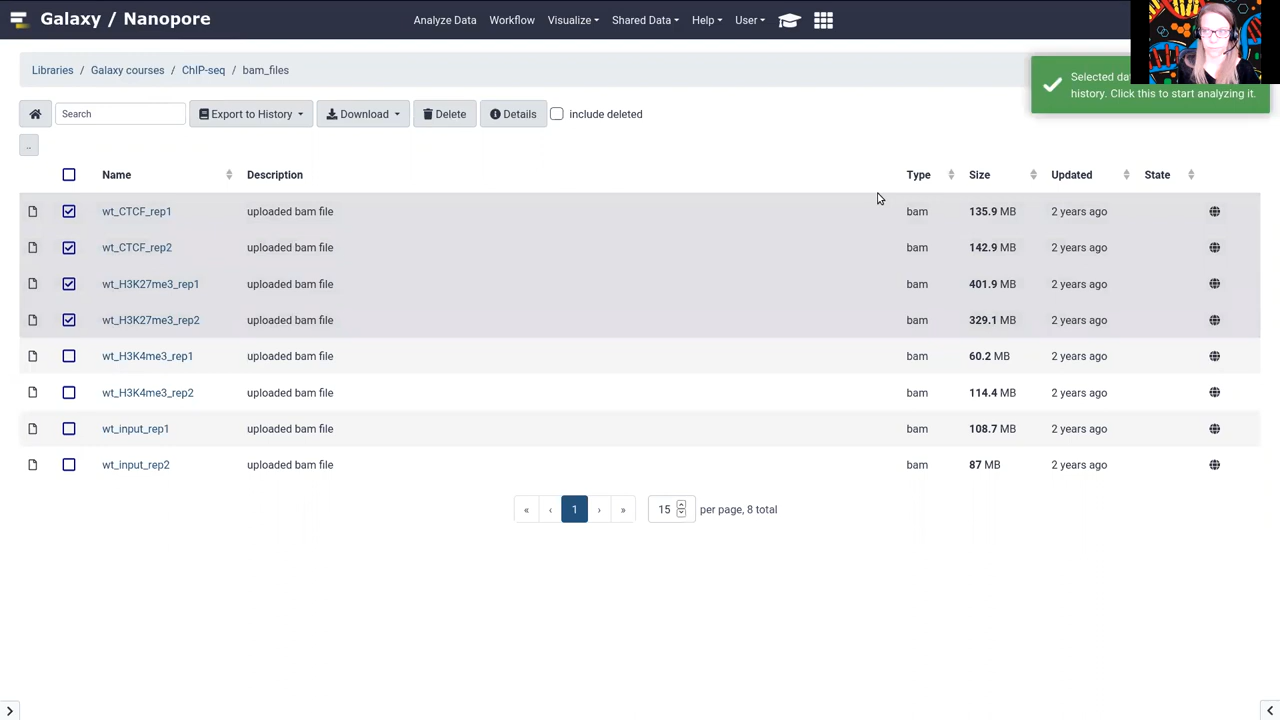 Galaxy / Nanopore
Analyze Data Workflow Visualize Shared Data Help User
Libraries / Galaxy courses / ChIP-seq / bam_files
Selected
history. Click this to start analyzing it.
Search Export to History Download Delete Details include deleted
..
Name Description Type Size Updated State
wt_CTCF_rep1 uploaded bam file bam 135.9 MB 2 years ago
wt_CTCF_rep2 uploaded bam file bam 142.9 MB 2 years ago
wt_H3K27me3_rep1 uploaded bam file bam 401.9 MB 2 years ago
wt_H3K27me3_rep2 uploaded bam file bam 329.1 MB 2 years ago
wt_H3K4me3_rep1 uploaded bam file bam 60.2 MB 2 years ago
wt_H3K4me3_rep2 uploaded bam file bam 114.4 MB 2 years ago
wt_input_rep1 uploaded bam file bam 108.7 MB 2 years ago
wt_input_rep2 uploaded bam file bam 87 MB 2 years ago
« ‹ 1 › » 15 per page, 8 total